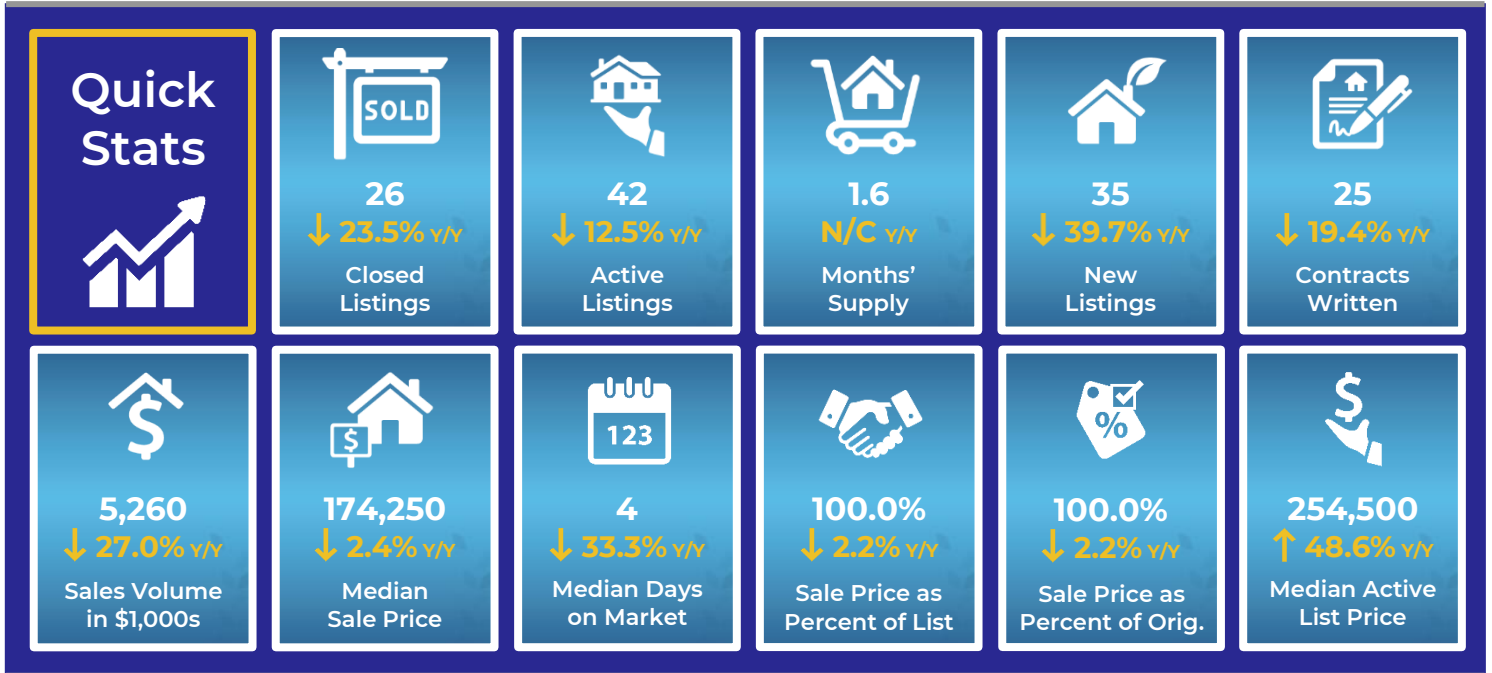 Quick
Stats
SOLD
26
↓ 23.5% Y/Y
Closed
Listings
42
↓ 12.5% Y/Y
Active
Listings
1.6
N/C Y/Y
Months’
Supply
35
↓ 39.7% Y/Y
New
Listings
25
↓ 19.4% Y/Y
Contracts
Written
$
5,260
↓ 27.0% Y/Y
Sales Volume
in $1,000s
$
174,250
↓ 2.4% Y/Y
Median
Sale Price
123
4
↓ 33.3% Y/Y
Median Days
on Market
100.0%
↓ 2.2% Y/Y
Sale Price as
Percent of List
%
100.0%
↓ 2.2% Y/Y
Sale Price as
Percent of Orig.
$
254,500
↑ 48.6% Y/Y
Median Active
List Price